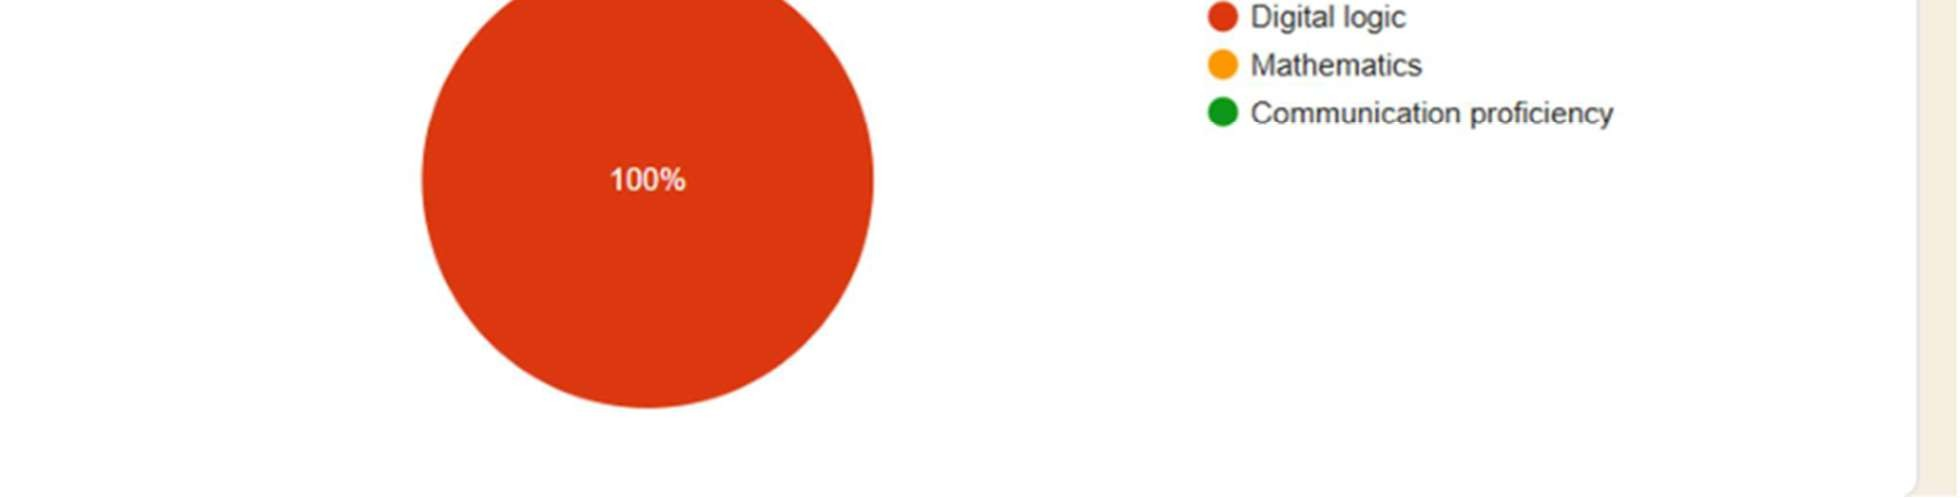 Digital logic
Mathematics
Communication proficiency
100%